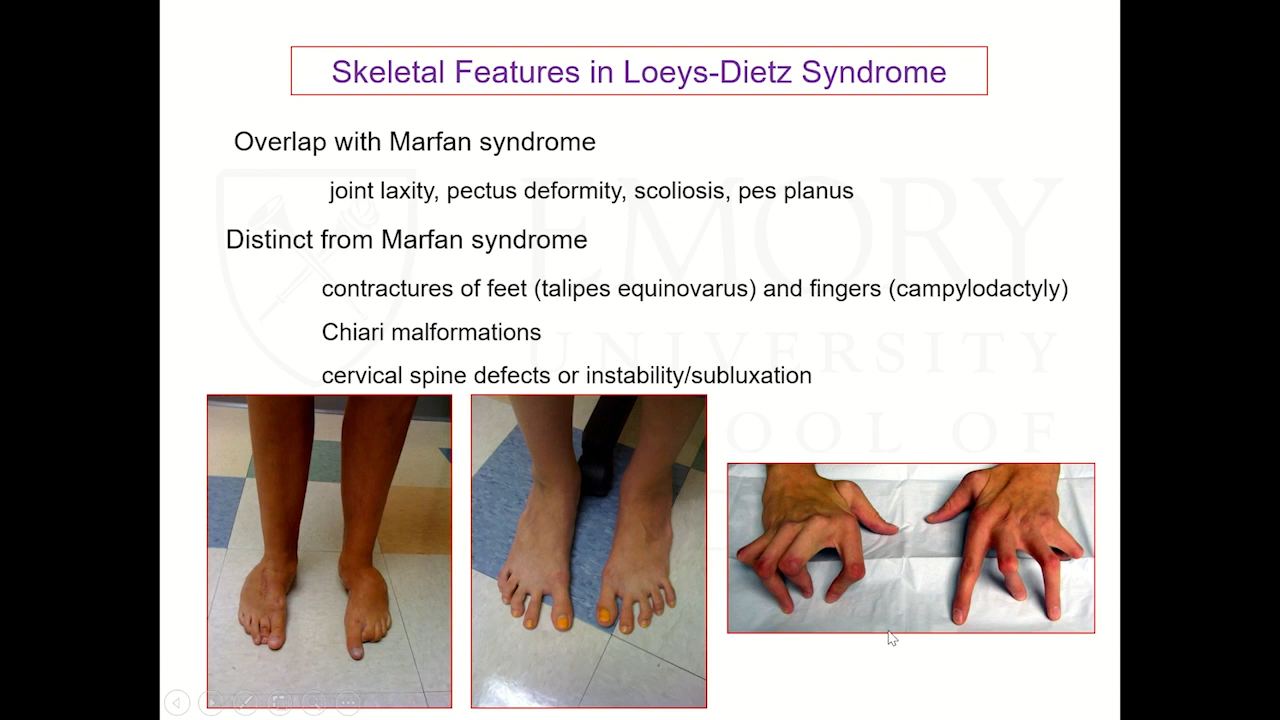 Skeletal Features in Loeys-Dietz Syndrome
Overlap with Marfan syndrome
joint laxity, pectus deformity, scoliosis, pes planus
Distinct from Marfan syndrome
contractures of feet (talipes equinovarus) and fingers (campylodactyly)
Chiari malformations
cervical spine defects or instability/subluxation
EMORY
UNIVERSITY
SCHOOL OF